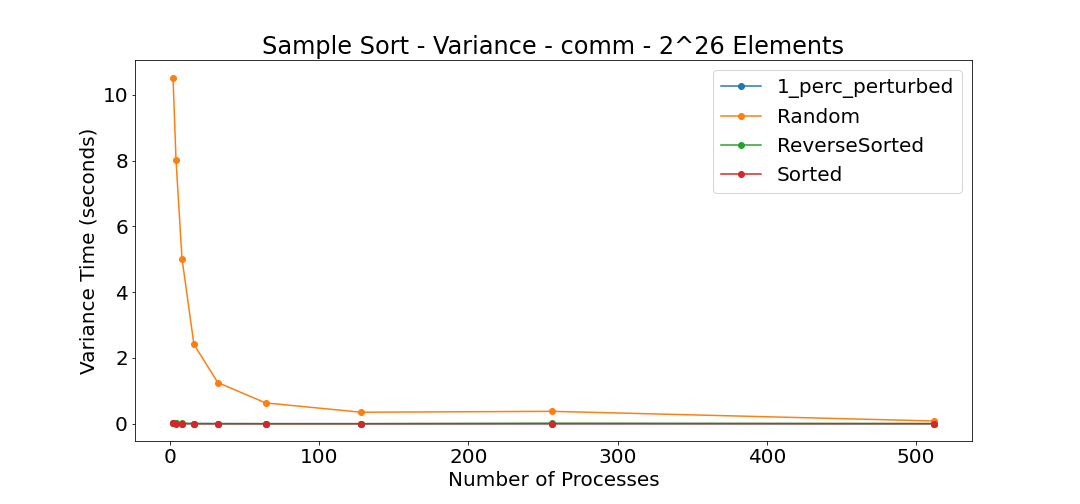 Sample Sort - Variance - comm - 2^26 Elements
1_perc_perturbed
Random
ReverseSorted
Sorted
Variance Time (seconds)
10
8
6
4
2
0
0 100 200 300 400 500
Number of Processes